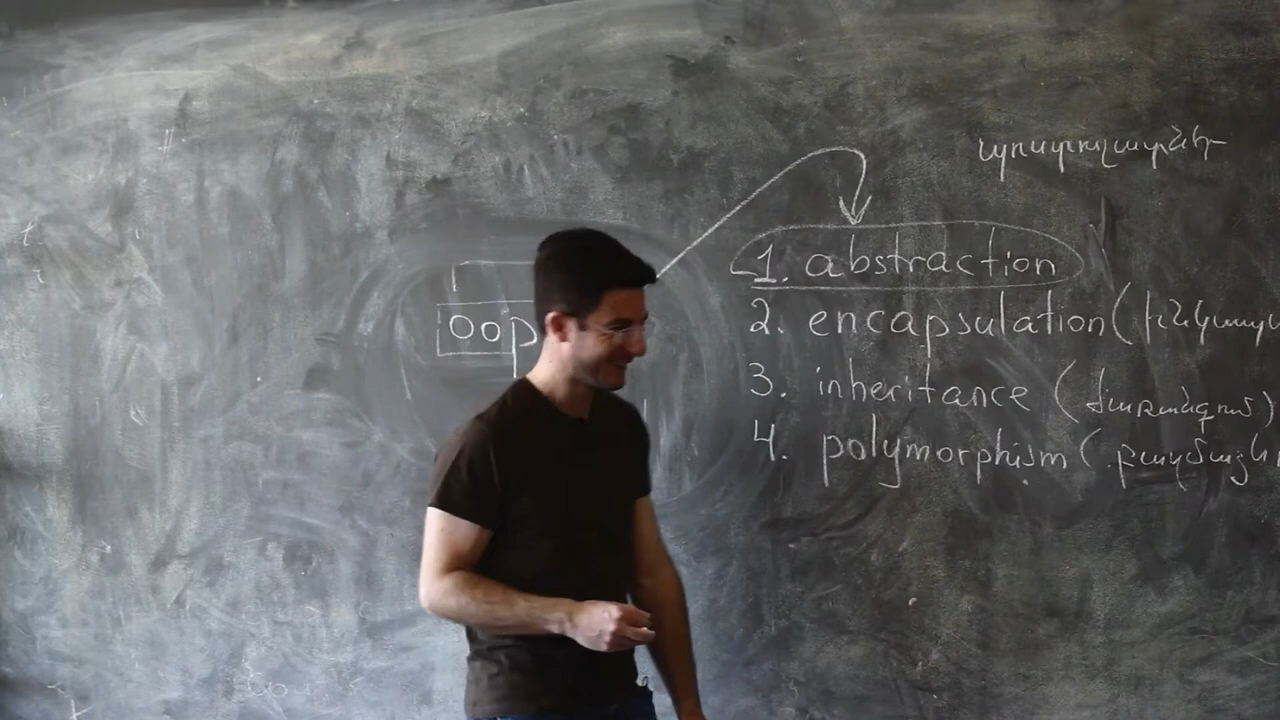 oop
1. abstraction
2. encapsulation (
3. inheritance (ժառանգում)
4. polymorphism (